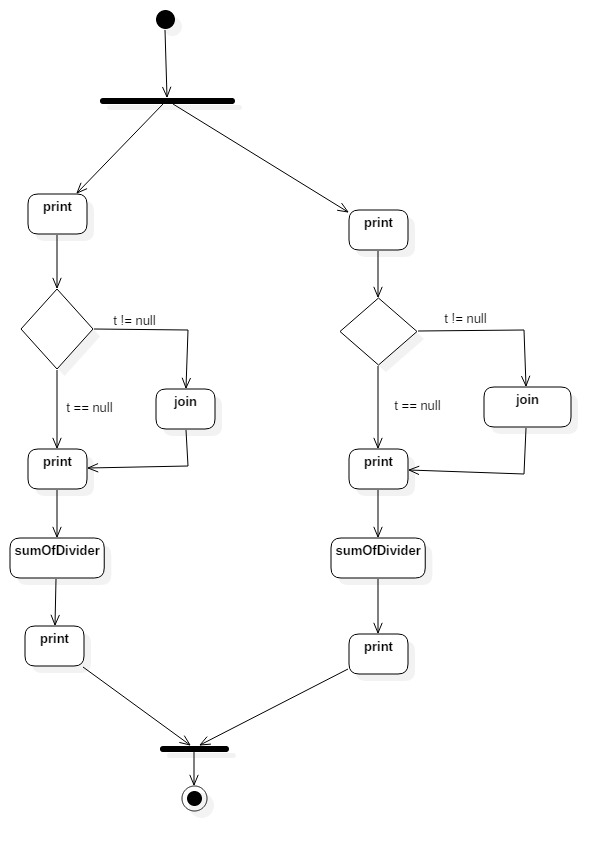 print
print
t != null
t != null
join
join
t == null
t == null
print
print
sumOfDivider
sumOfDivider
print
print